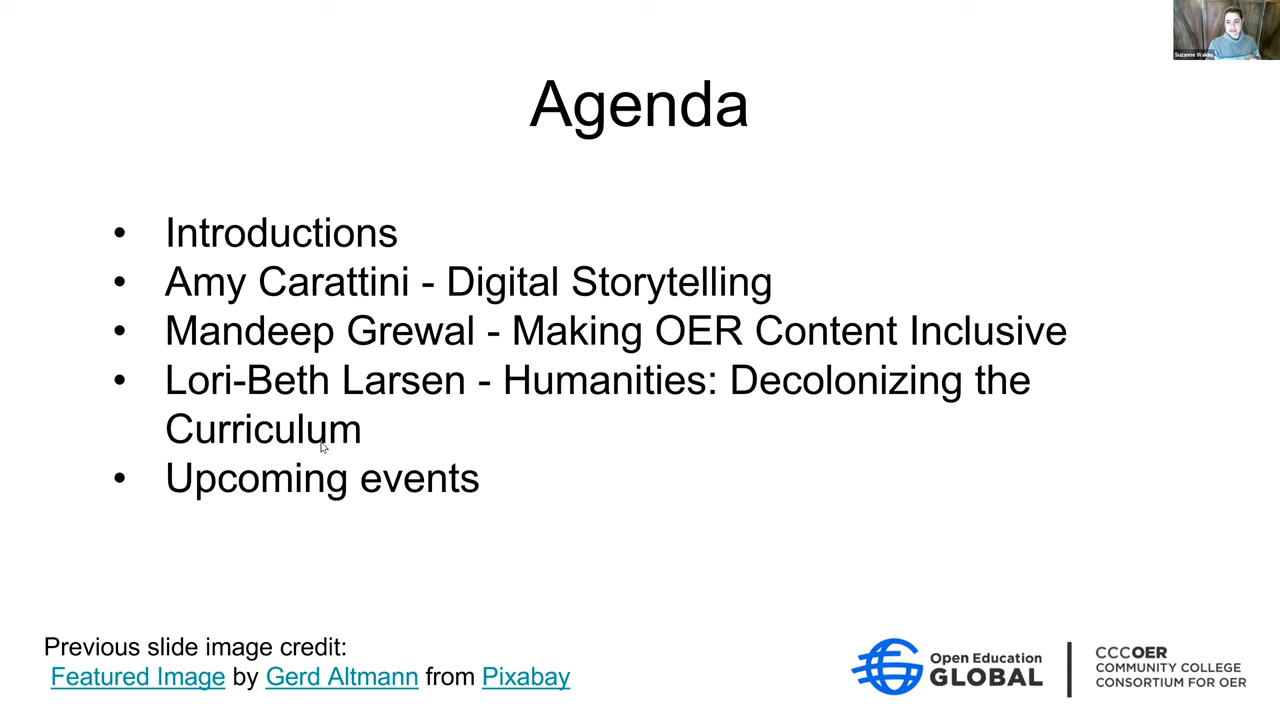 Suzanne Wakim
Agenda
• Introductions
• Amy Carattini - Digital Storytelling
• Mandeep Grewal - Making OER Content Inclusive
• Lori-Beth Larsen - Humanities: Decolonizing the
Curriculum
• Upcoming events
Previous slide image credit:
Featured Image by Gerd Altmann from Pixabay
Open Education
GLOBAL
CCCOER
COMMUNITY COLLEGE
CONSORTIUM FOR OER